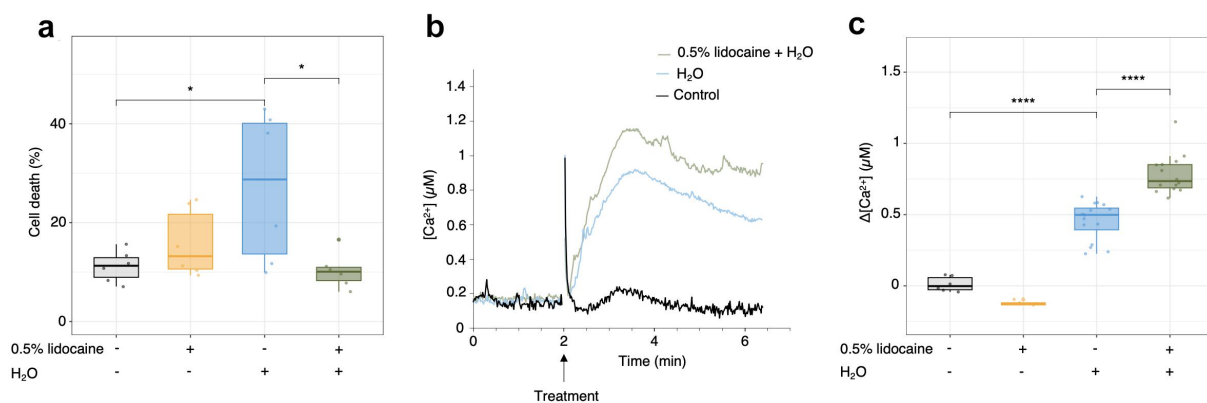 a
Cell death (%)
40
20
0
*
*
0.5% lidocaine - + - +
H₂O - - + +
b
0.5% lidocaine + H₂O
H₂O
Control
[Ca²⁺] (μM)
1.4
1.2
1
0.8
0.6
0.4
0.2
0
0 2 4 6
Time (min)
Treatment
c
Δ[Ca²⁺] (μM)
1.5
1
0.5
0
****
****
0.5% lidocaine - + - +
H₂O - - + +